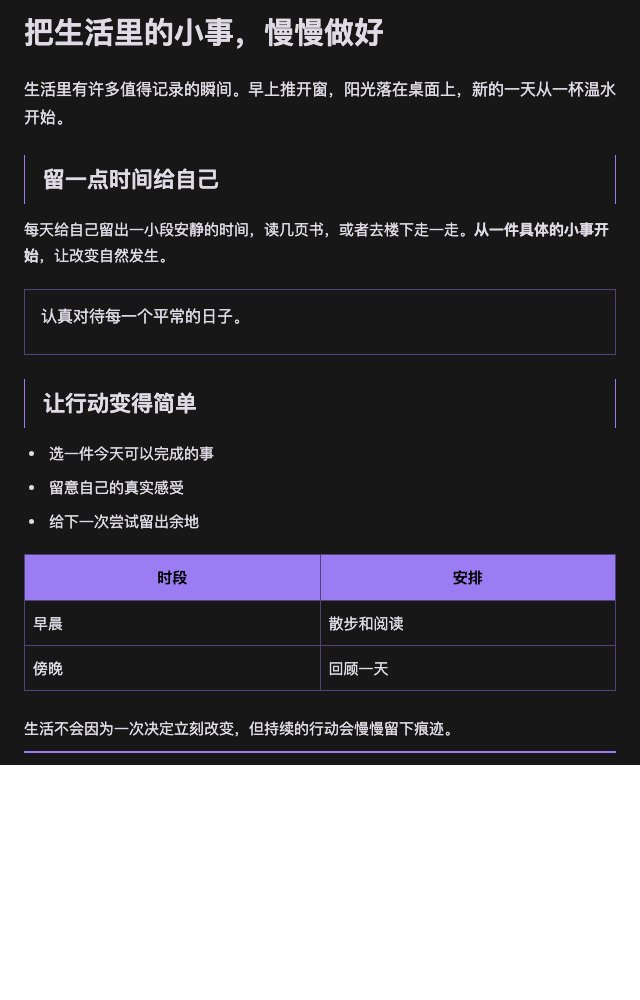 把生活里的小事，慢慢做好
生活里有许多值得记录的瞬间。早上推开窗，阳光落在桌面上，新的一天从一杯温水
开始。
留一点时间给自己
每天给自己留出一小段安静的时间，读几页书，或者去楼下走一走。从一件具体的小事开
始，让改变自然发生。
认真对待每一个平常的日子。
让行动变得简单
• 选一件今天可以完成的事
• 留意自己的真实感受
• 给下一次尝试留出余地
时段 安排
早晨 散步和阅读
傍晚 回顾一天
生活不会因为一次决定立刻改变，但持续的行动会慢慢留下痕迹。